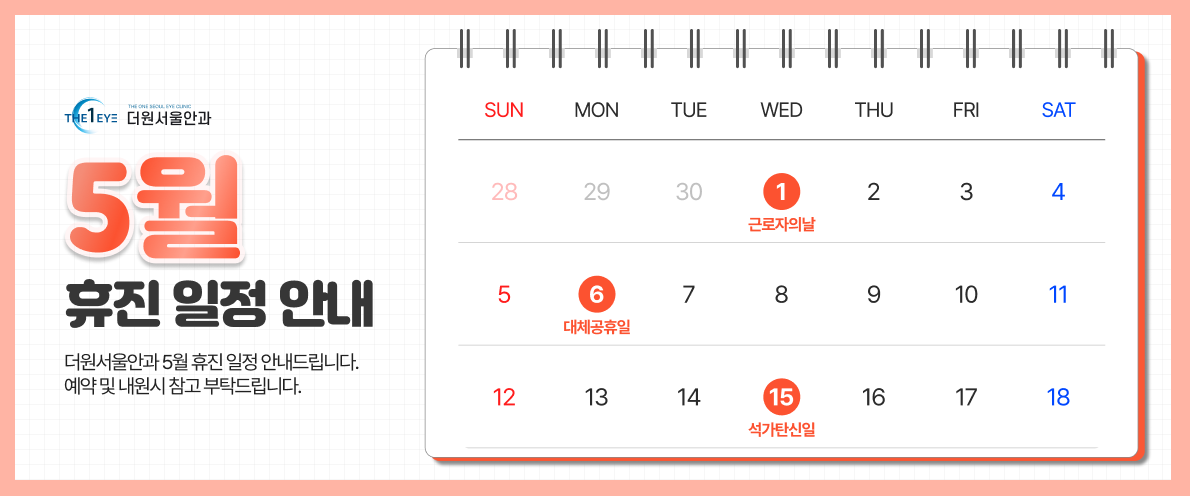 THE 1 EYE
THE ONE SEOUL EYE CLINIC
더원서울안과
5월
휴진 일정 안내
더원서울안과 5월 휴진 일정 안내드립니다.
예약 및 내원시 참고 부탁드립니다.
SUN MON TUE WED THU FRI SAT
28 29 30 1 2 3 4
근로자의날
5 6 7 8 9 10 11
대체공휴일
12 13 14 15 16 17 18
석가탄신일